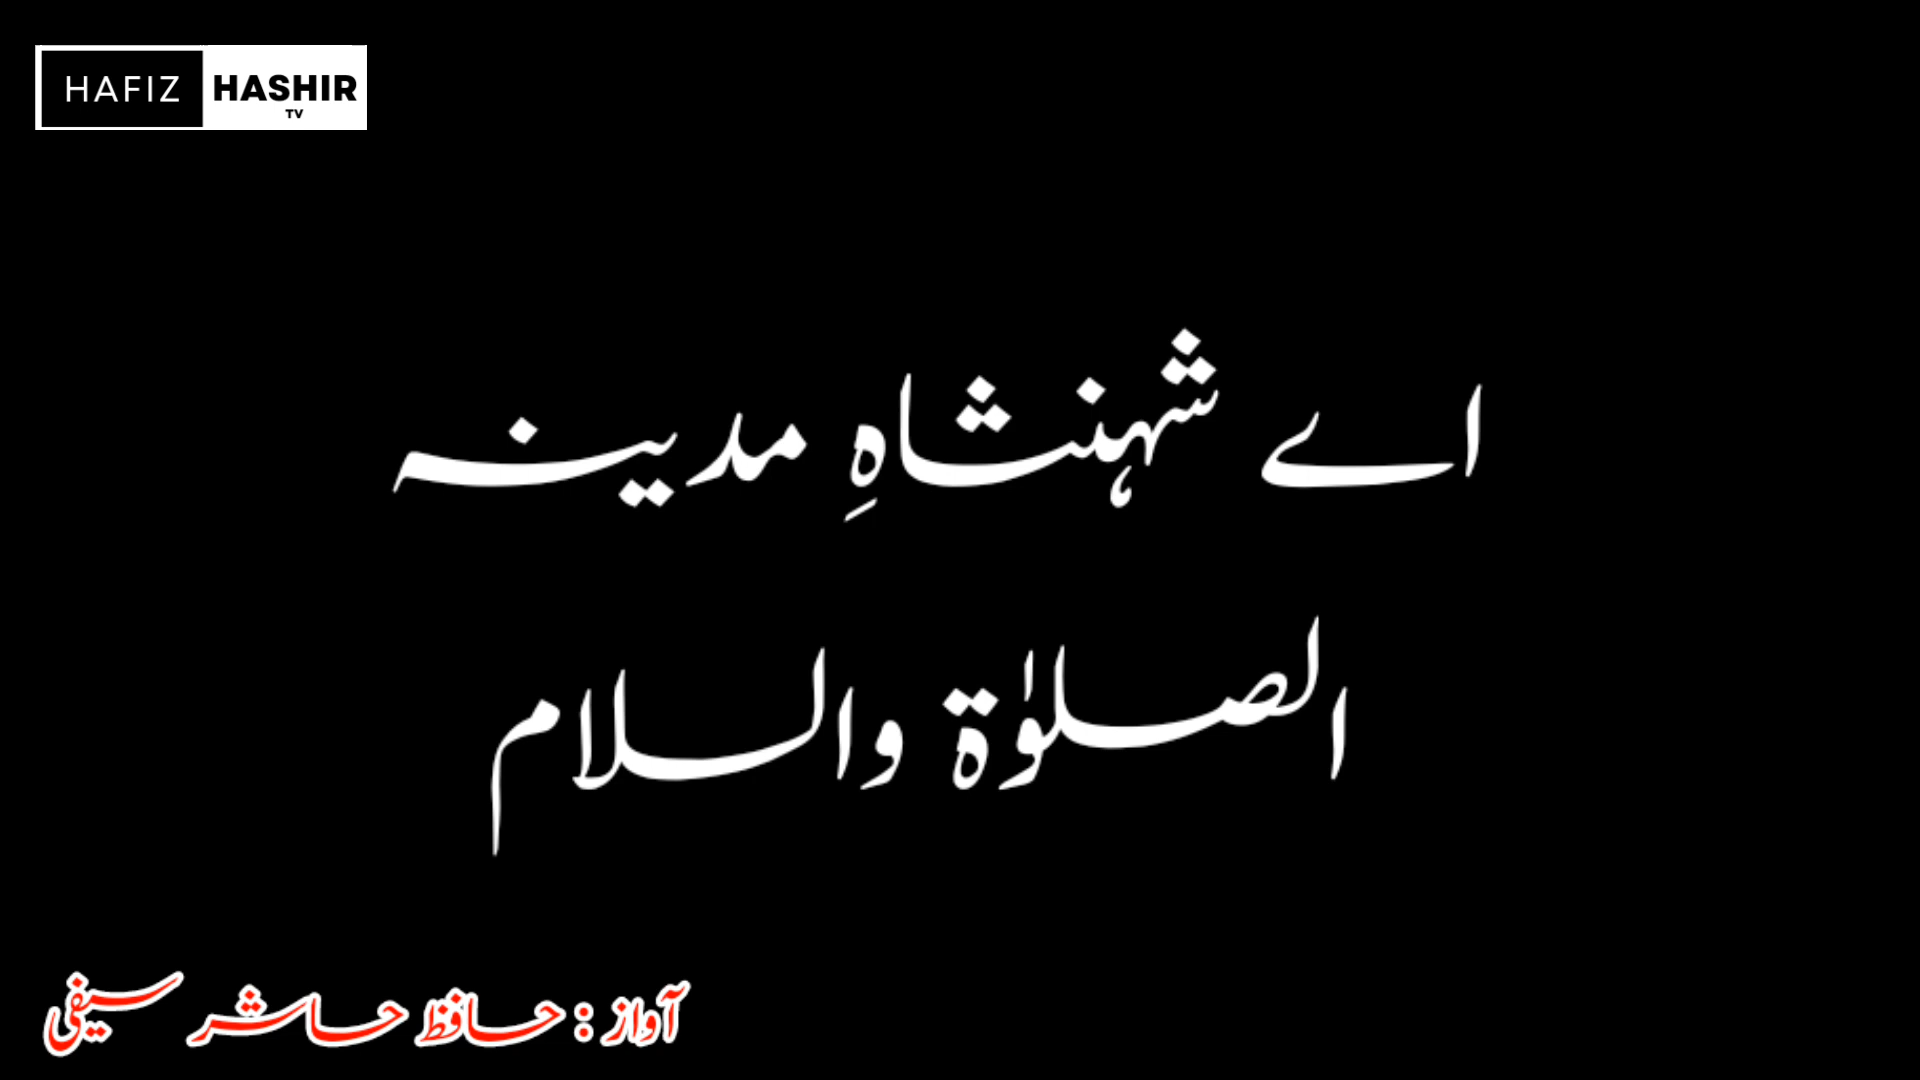 HAFIZ HASHIR
TV
اے شہنشاہِ مدینہ
الصلوٰۃ والسلام
آواز : حافظ حاشر سیفی